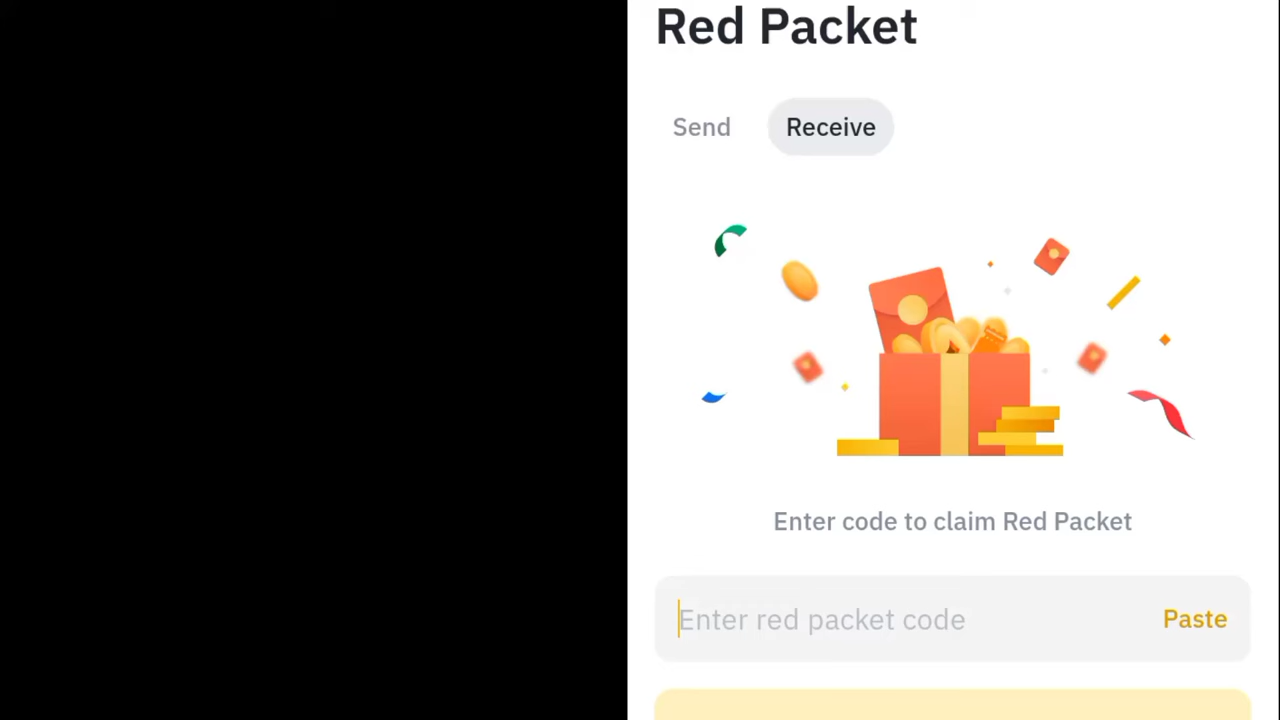 Red Packet
Send
Receive
Enter code to claim Red Packet
Enter red packet code
Paste